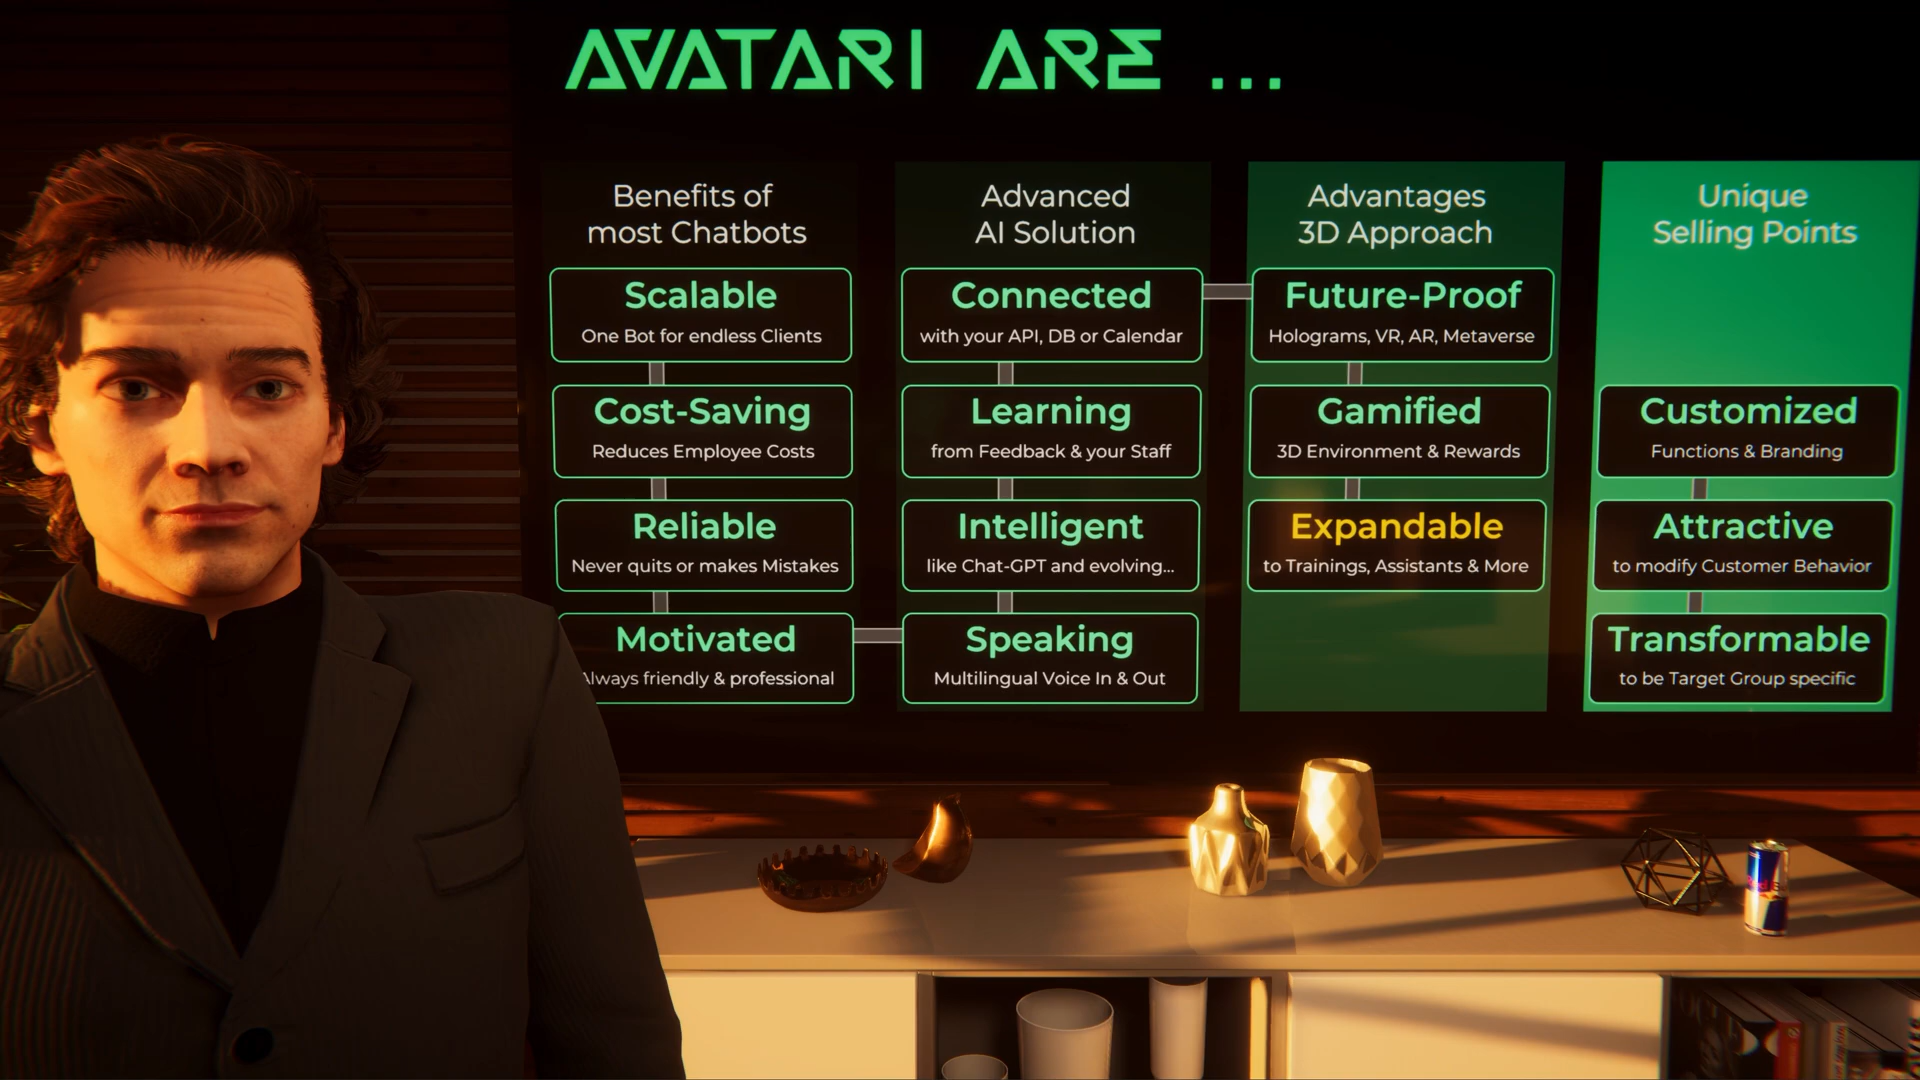 AVATARI ARE ...
Benefits of
most Chatbots
Scalable
One Bot for endless Clients
Cost-Saving
Reduces Employee Costs
Reliable
Never quits or makes Mistakes
Motivated
Always friendly & professional
Advanced
AI Solution
Connected
with your API, DB or Calendar
Learning
from Feedback & your Staff
Intelligent
like Chat-GPT and evolving...
Speaking
Multilingual Voice In & Out
Advantages
3D Approach
Future-Proof
Holograms, VR, AR, Metaverse
Gamified
3D Environment & Rewards
Expandable
to Trainings, Assistants & More
Unique
Selling Points
Customized
Functions & Branding
Attractive
to modify Customer Behavior
Transformable
to be Target Group specific